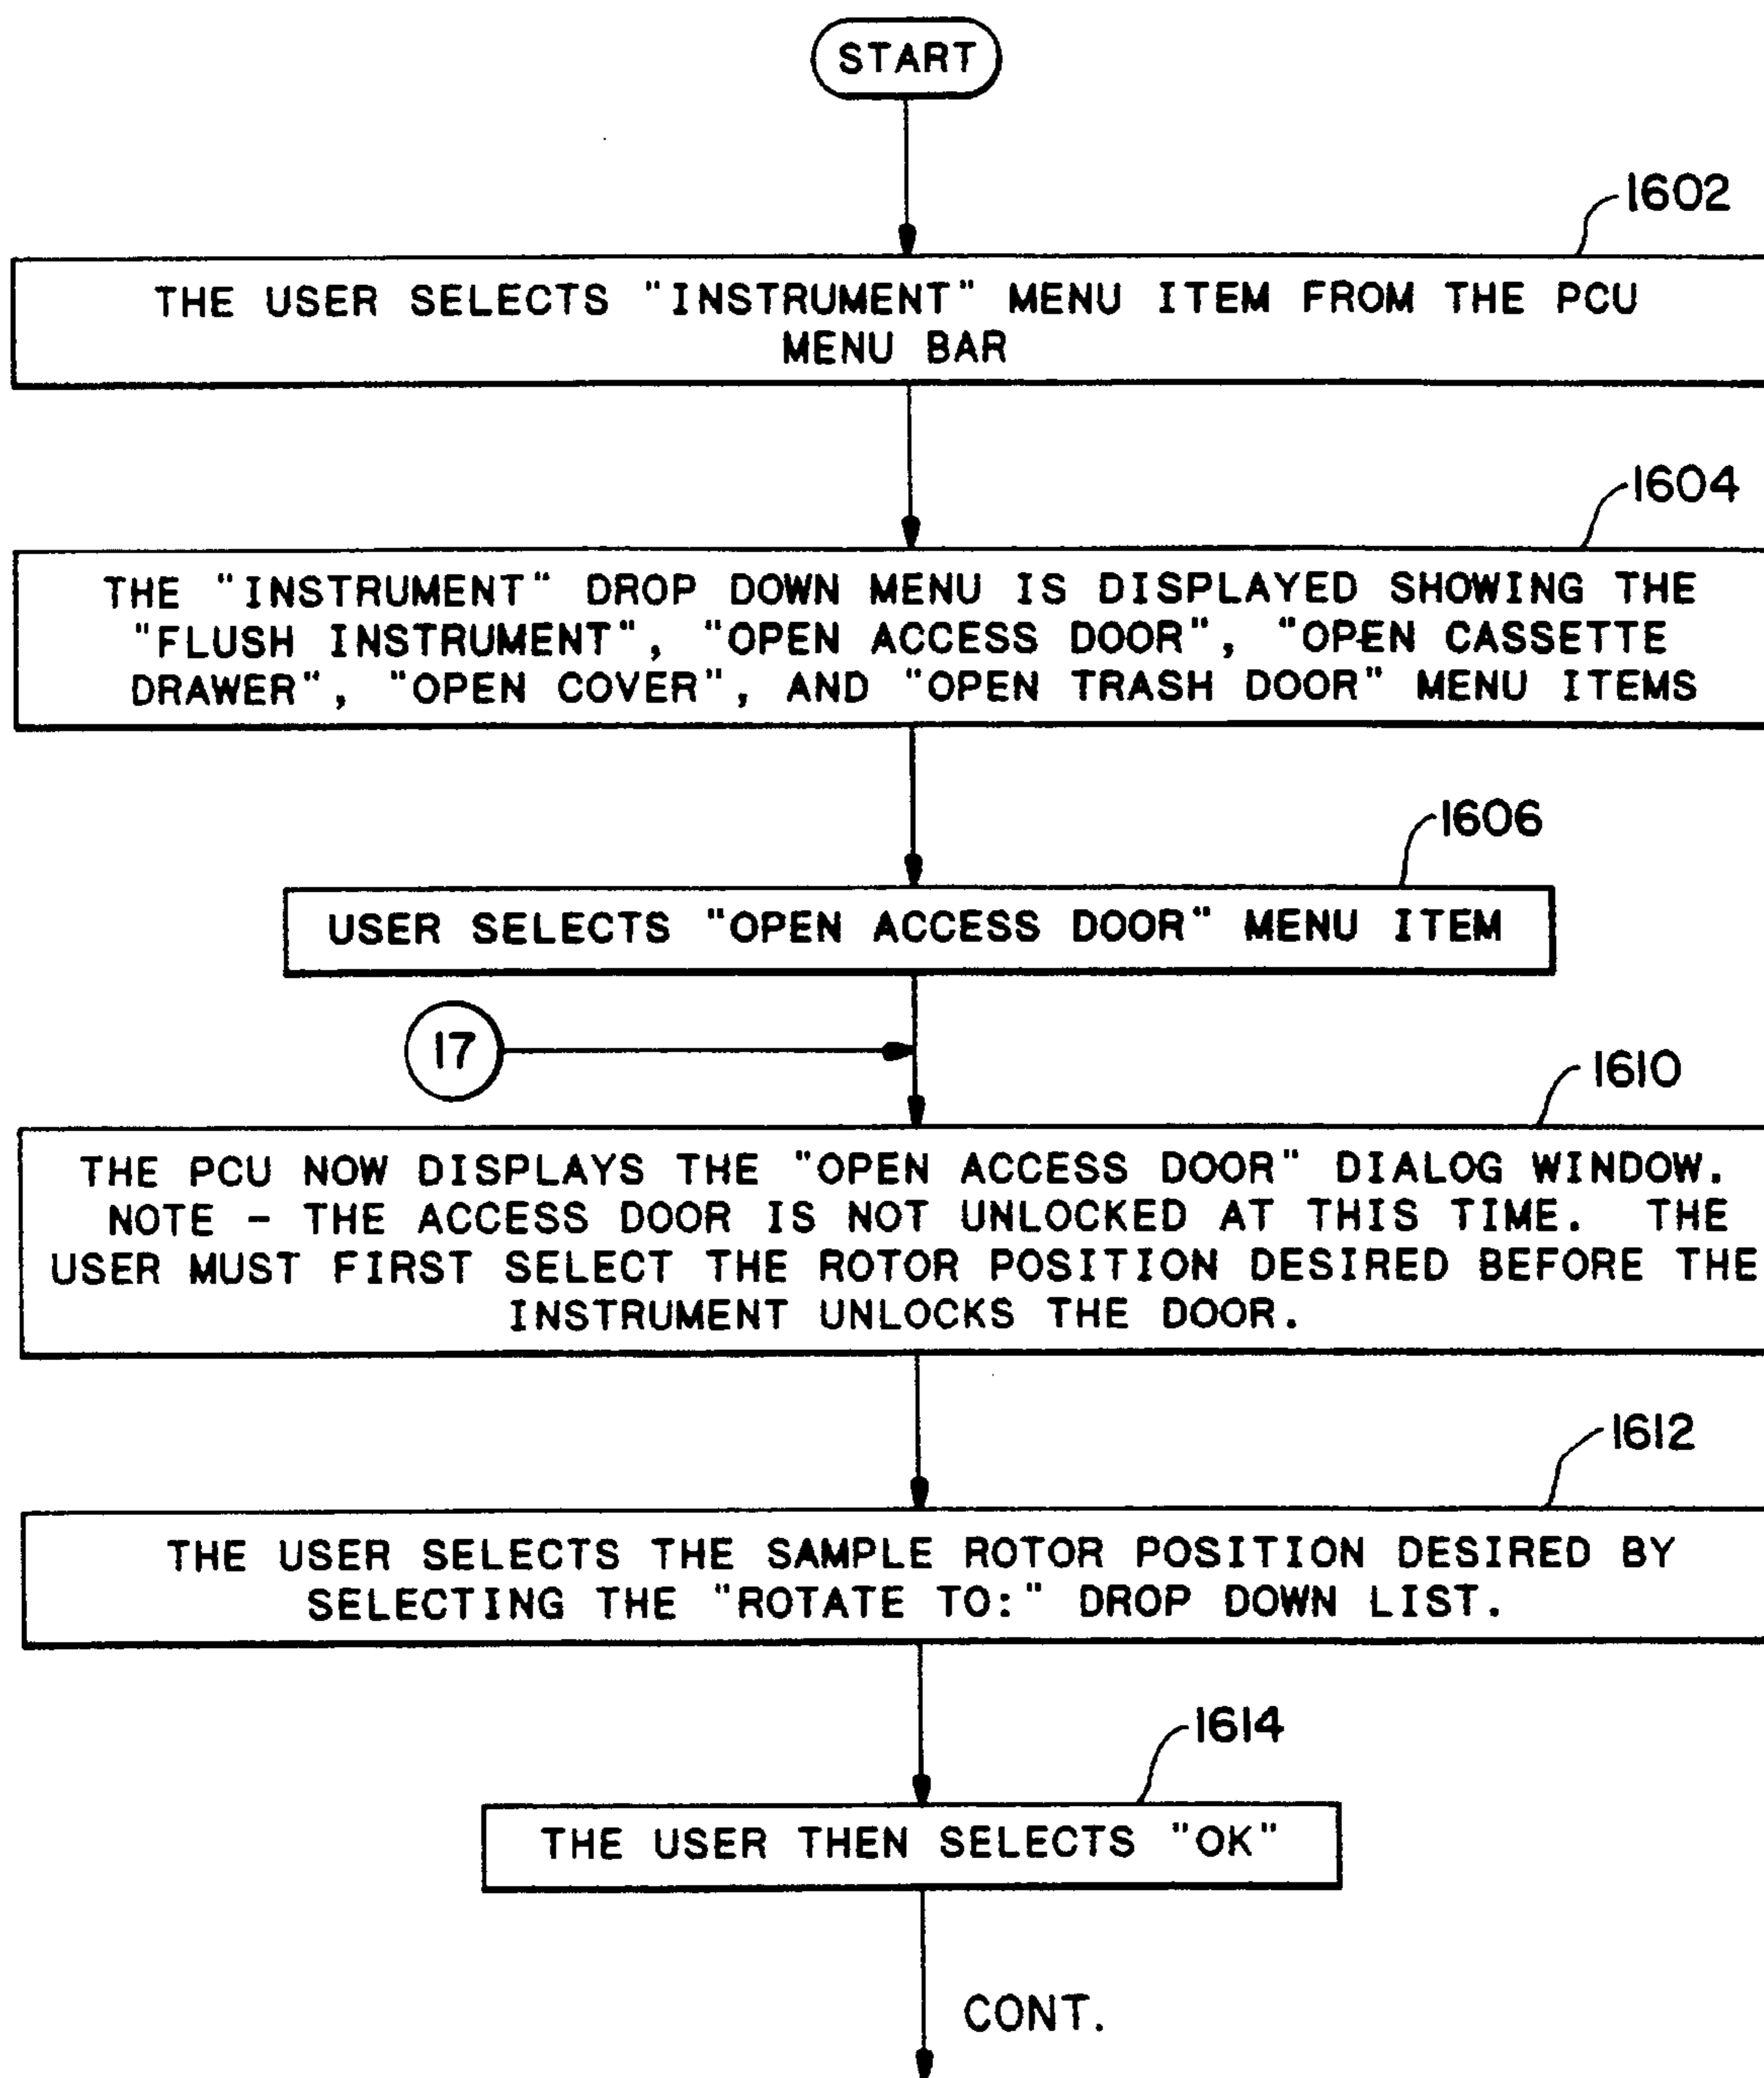 START
1602
THE USER SELECTS "INSTRUMENT" MENU ITEM FROM THE PCU
MENU BAR
1604
THE "INSTRUMENT" DROP DOWN MENU IS DISPLAYED SHOWING THE
"FLUSH INSTRUMENT", "OPEN ACCESS DOOR", "OPEN CASSETTE
DRAWER", "OPEN COVER", AND "OPEN TRASH DOOR" MENU ITEMS
1606
USER SELECTS "OPEN ACCESS DOOR" MENU ITEM
17
1610
THE PCU NOW DISPLAYS THE "OPEN ACCESS DOOR" DIALOG WINDOW.
NOTE - THE ACCESS DOOR IS NOT UNLOCKED AT THIS TIME. THE
USER MUST FIRST SELECT THE ROTOR POSITION DESIRED BEFORE THE
INSTRUMENT UNLOCKS THE DOOR.
1612
THE USER SELECTS THE SAMPLE ROTOR POSITION DESIRED BY
SELECTING THE "ROTATE TO:" DROP DOWN LIST.
1614
THE USER THEN SELECTS "OK"
CONT.